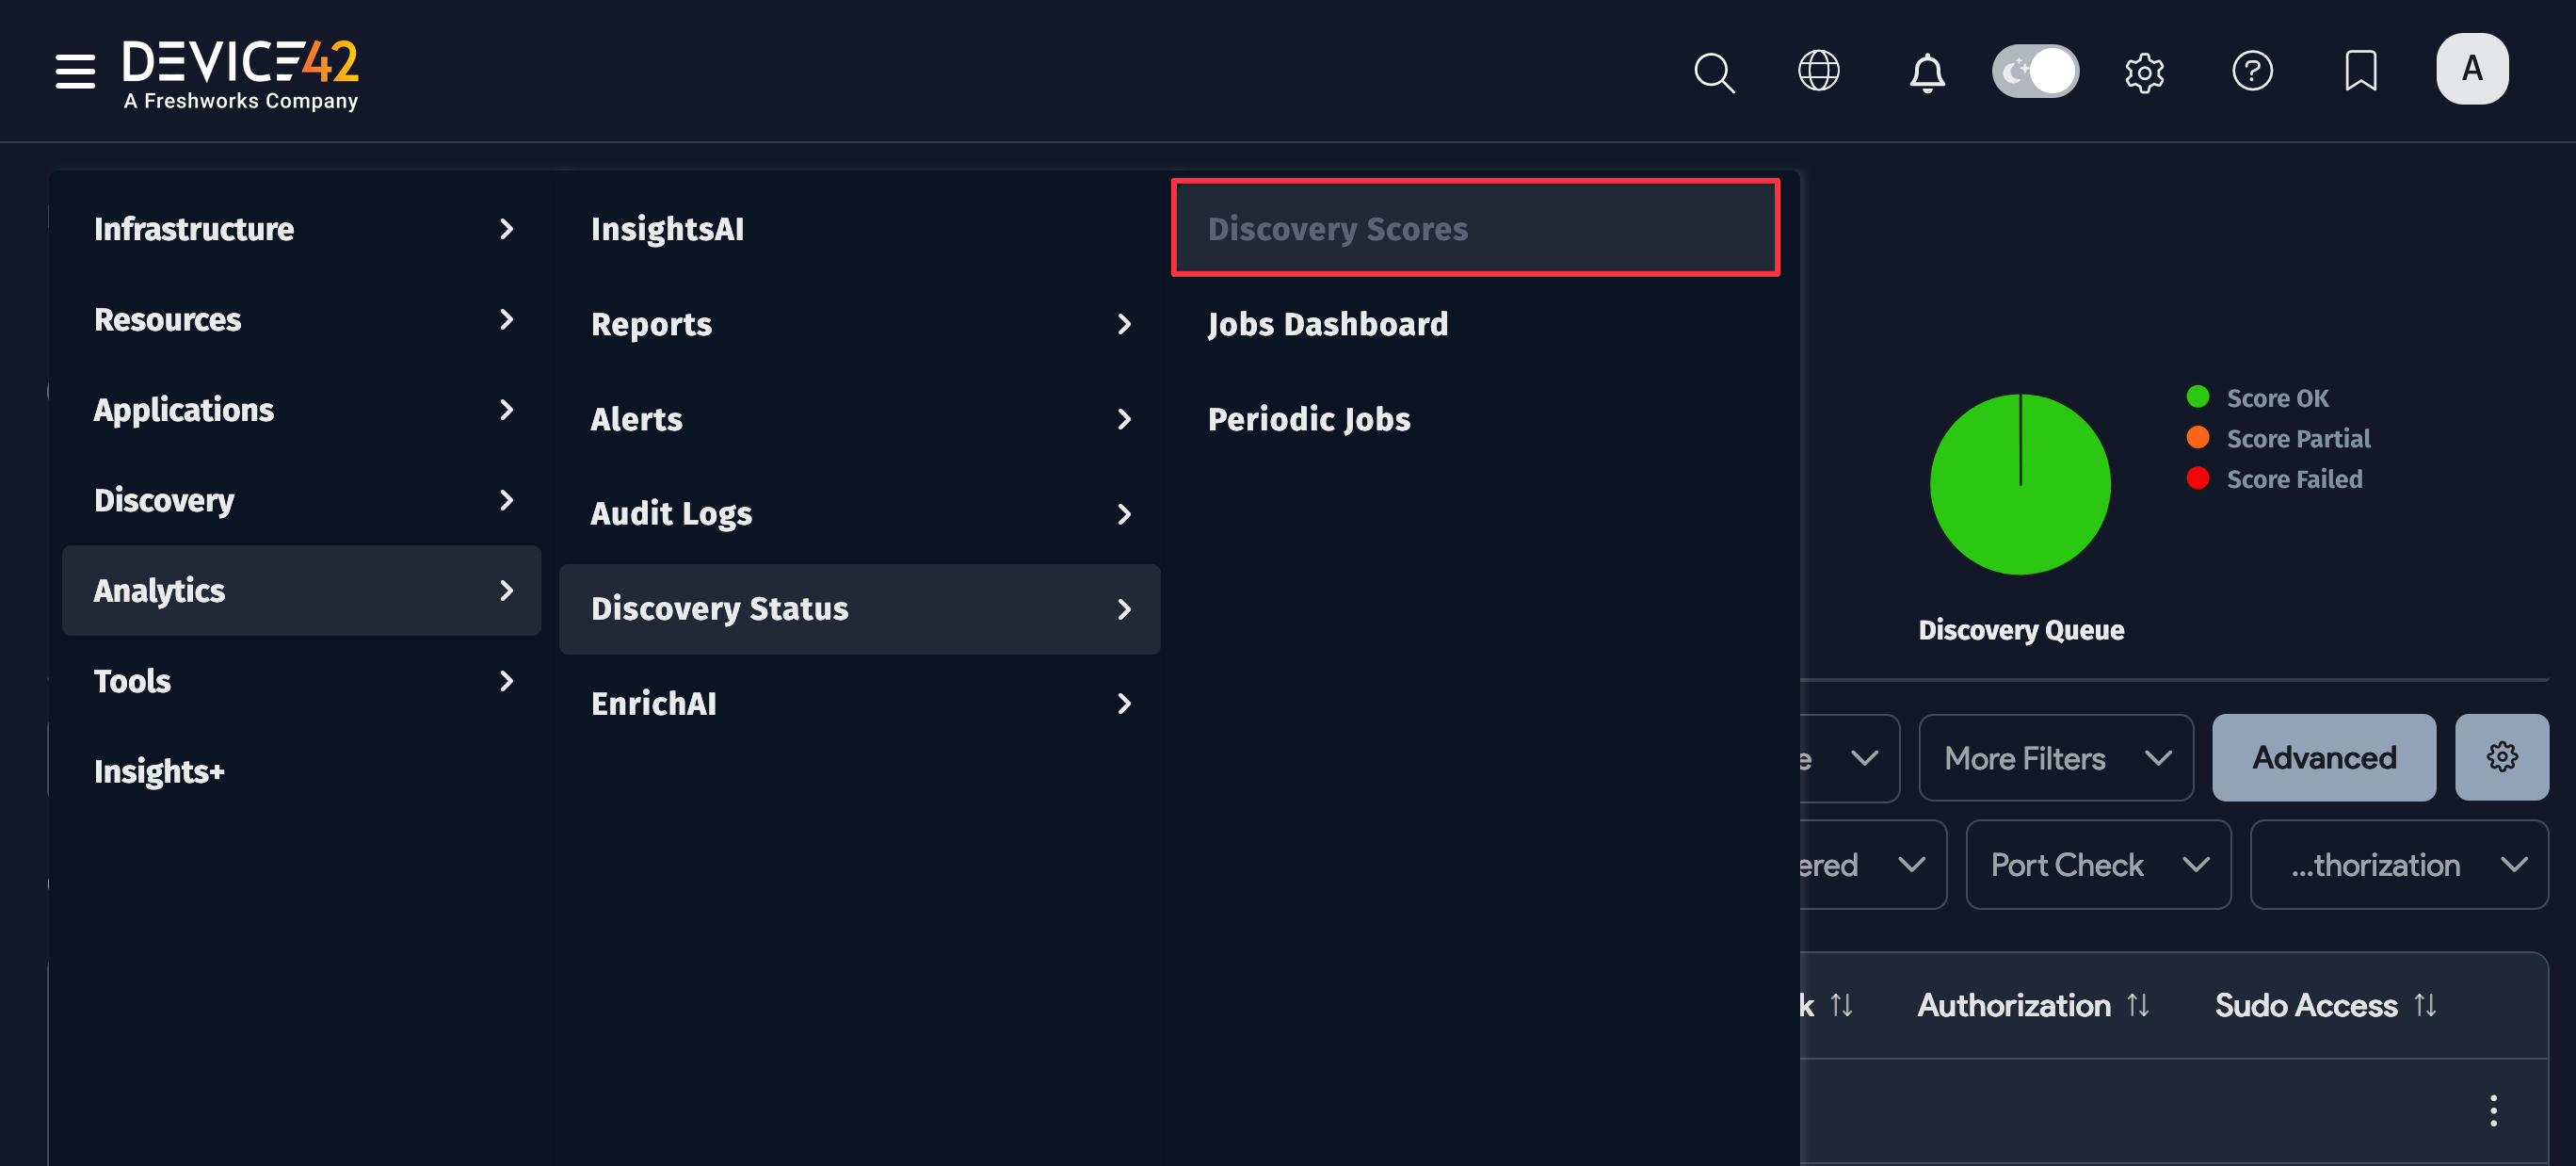 DEVICE42
A Freshworks Company
A
Infrastructure
Resources
Applications
Discovery
Analytics
Tools
Insights+
InsightsAI
Reports
Alerts
Audit Logs
Discovery Status
EnrichAI
Discovery Scores
Jobs Dashboard
Periodic Jobs
Score OK
Score Partial
Score Failed
Discovery Queue
e
More Filters
Advanced
ered
Port Check
...thorization
k
Authorization
Sudo Access